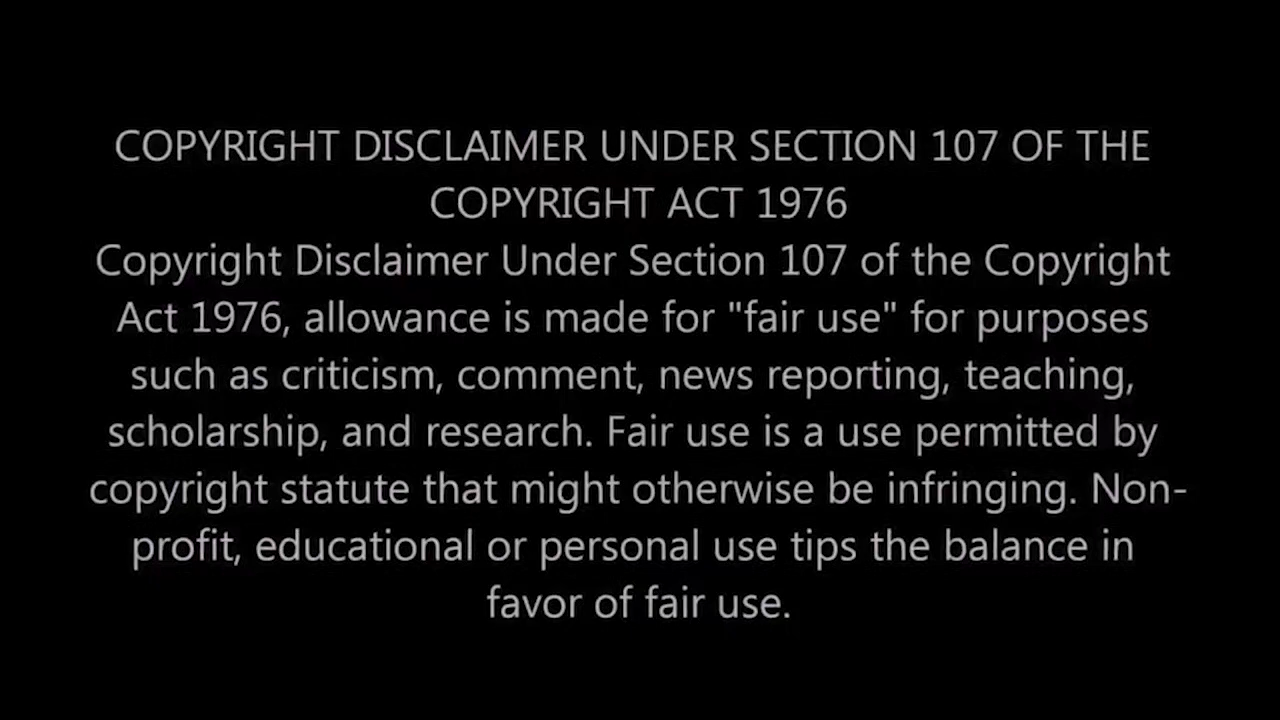 COPYRIGHT DISCLAIMER UNDER SECTION 107 OF THE
COPYRIGHT ACT 1976
Copyright Disclaimer Under Section 107 of the Copyright
Act 1976, allowance is made for "fair use" for purposes
such as criticism, comment, news reporting, teaching,
scholarship, and research. Fair use is a use permitted by
copyright statute that might otherwise be infringing. Non-
profit, educational or personal use tips the balance in
favor of fair use.